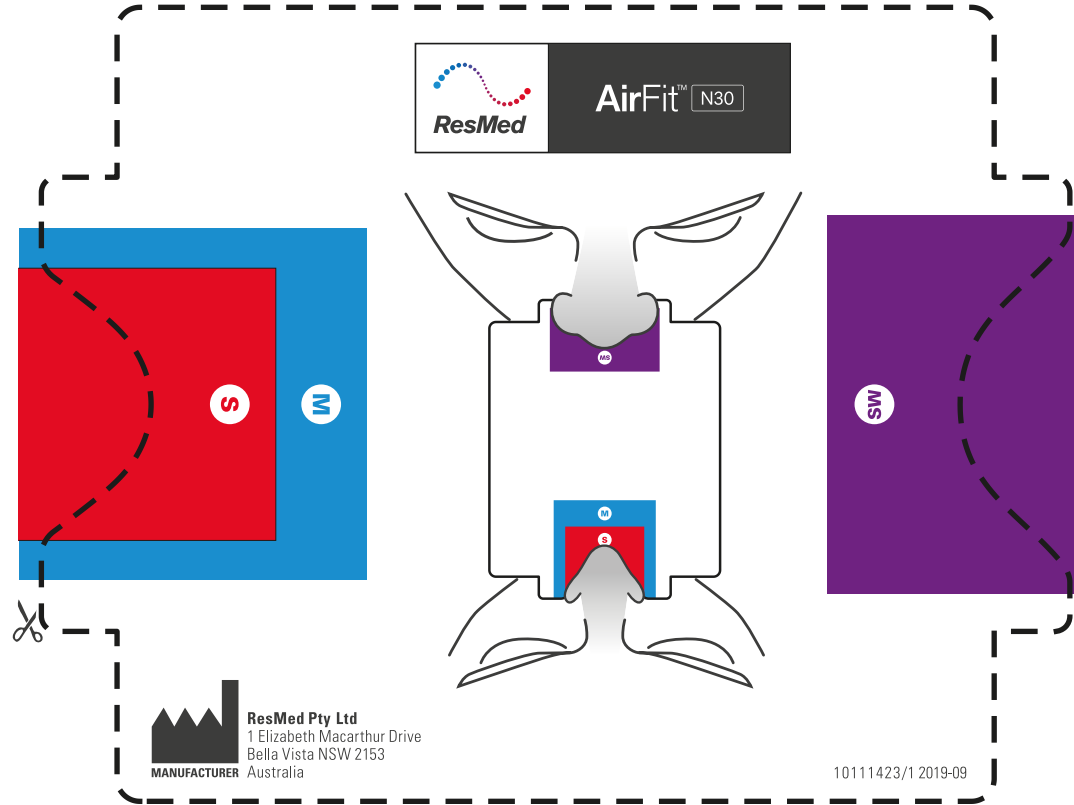 ResMed
AirFit™ N30
SW
S
M
SW
M
S
ResMed Pty Ltd
1 Elizabeth Macarthur Drive
Bella Vista NSW 2153
MANUFACTURER Australia
10111423/1 2019-09